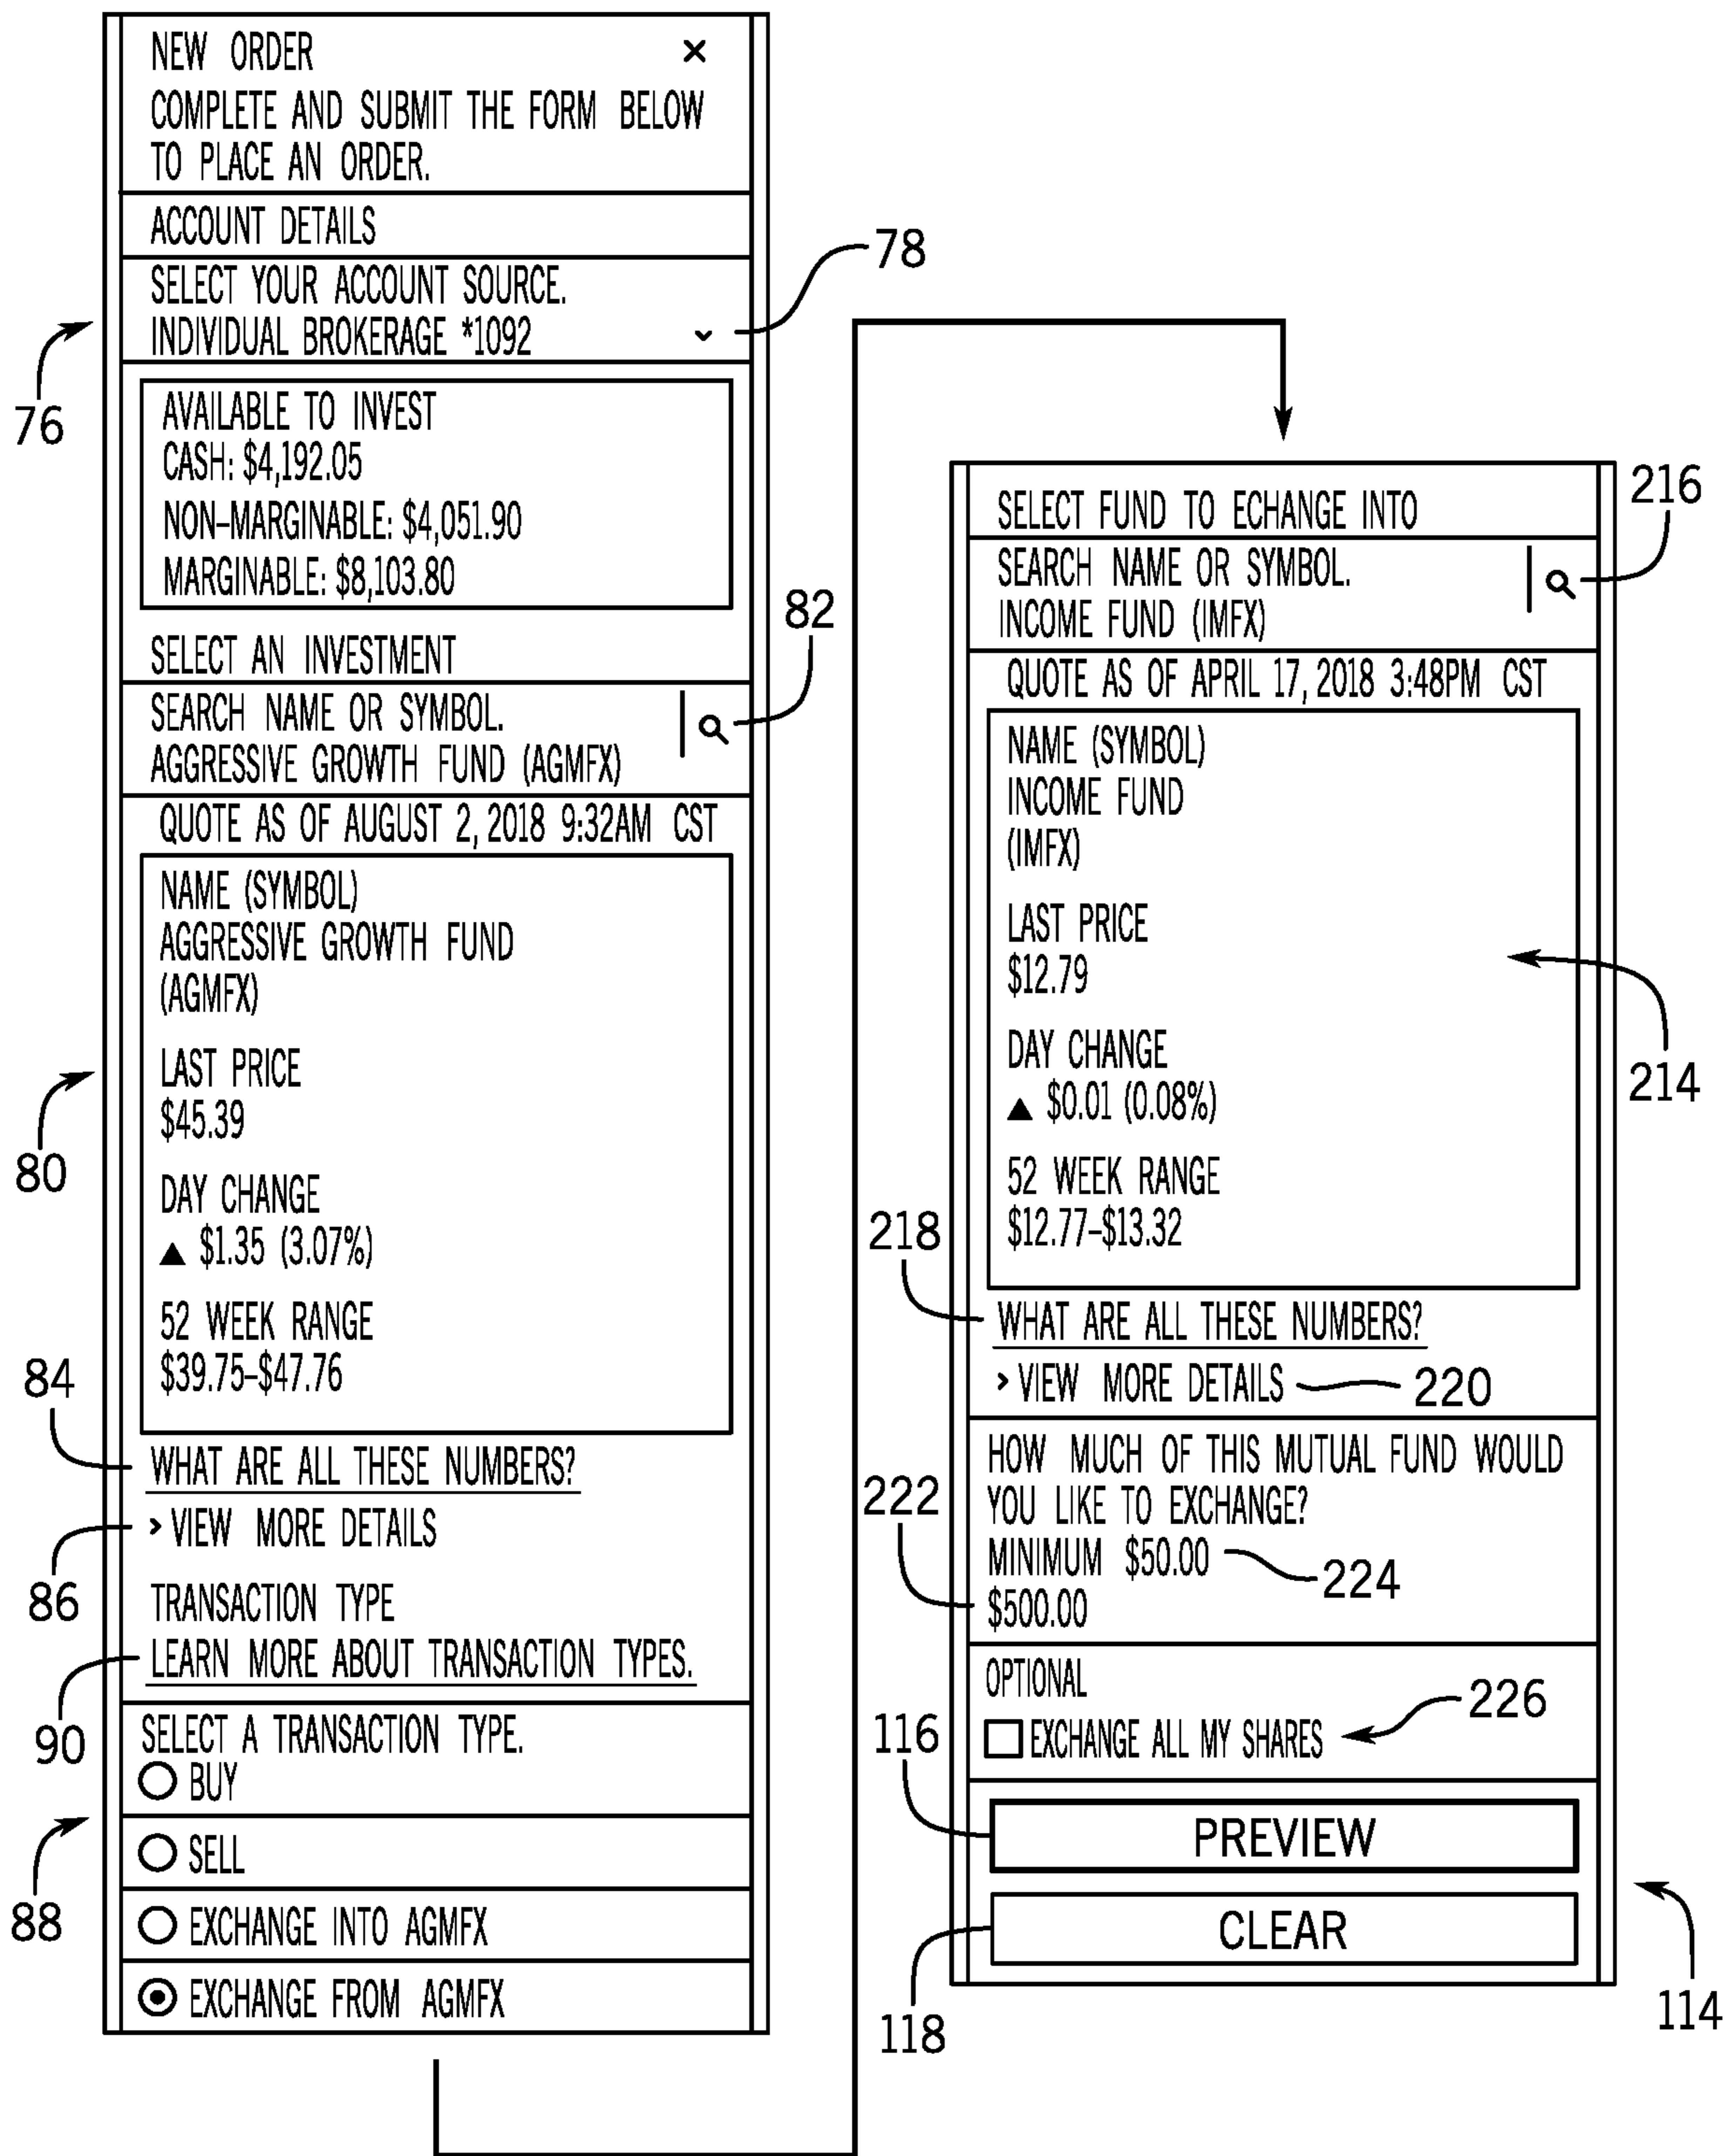 NEW ORDER ×
COMPLETE AND SUBMIT THE FORM BELOW
TO PLACE AN ORDER.
ACCOUNT DETAILS
SELECT YOUR ACCOUNT SOURCE.
INDIVIDUAL BROKERAGE *1092
78
76
AVAILABLE TO INVEST
CASH: $4,192.05
NON-MARGINABLE: $4,051.90
MARGINABLE: $8,103.80
82
SELECT AN INVESTMENT
SEARCH NAME OR SYMBOL.
AGGRESSIVE GROWTH FUND (AGMFX)
QUOTE AS OF AUGUST 2, 2018 9:32AM CST
NAME (SYMBOL)
AGGRESSIVE GROWTH FUND
(AGMFX)
LAST PRICE
$45.39
80
DAY CHANGE
▲ $1.35 (3.07%)
52 WEEK RANGE
$39.75–$47.76
84
WHAT ARE ALL THESE NUMBERS?
> VIEW MORE DETAILS
86
TRANSACTION TYPE
LEARN MORE ABOUT TRANSACTION TYPES.
90
SELECT A TRANSACTION TYPE.
BUY
SELL
88
EXCHANGE INTO AGMFX
EXCHANGE FROM AGMFX
SELECT FUND TO ECHANGE INTO
216
SEARCH NAME OR SYMBOL.
INCOME FUND (IMFX)
QUOTE AS OF APRIL 17, 2018 3:48PM CST
NAME (SYMBOL)
INCOME FUND
(IMFX)
LAST PRICE
$12.79
214
DAY CHANGE
▲ $0.01 (0.08%)
52 WEEK RANGE
$12.77–$13.32
218
WHAT ARE ALL THESE NUMBERS?
> VIEW MORE DETAILS 220
HOW MUCH OF THIS MUTUAL FUND WOULD
YOU LIKE TO EXCHANGE?
222
MINIMUM $50.00 224
$500.00
OPTIONAL
EXCHANGE ALL MY SHARES 226
116
PREVIEW
CLEAR
118
114